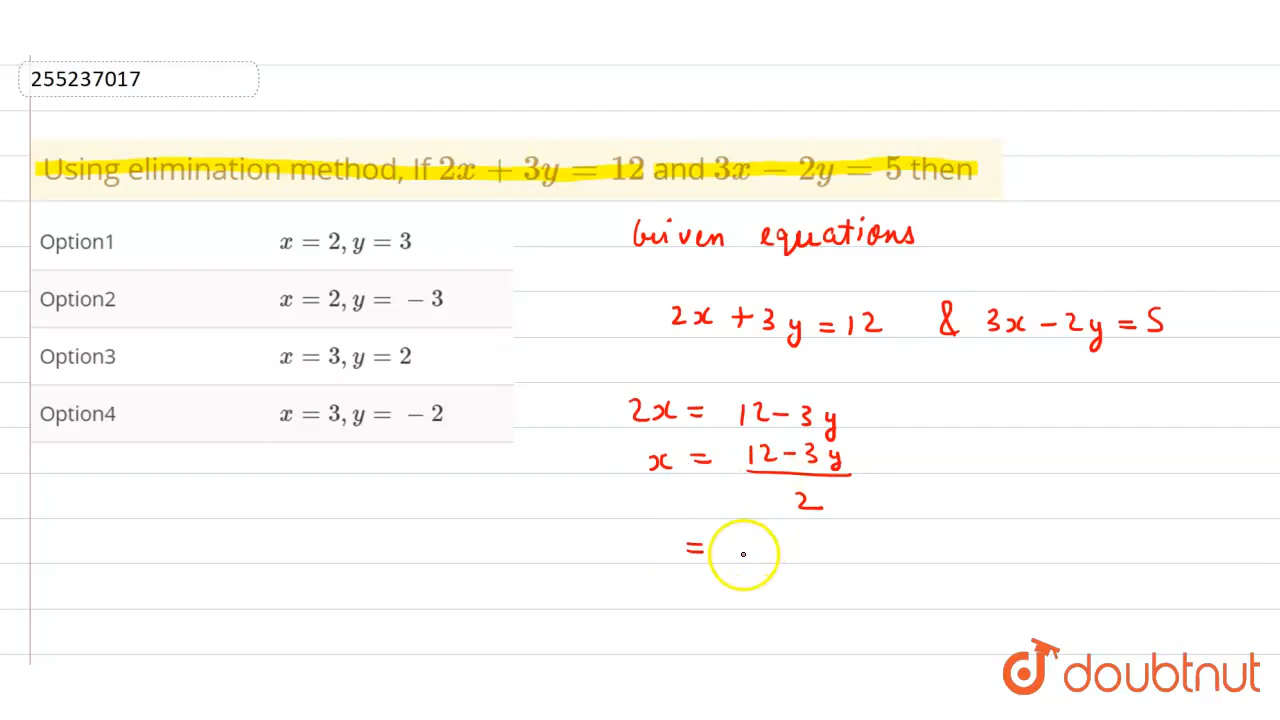 255237017
Using elimination method, If 2x + 3y = 12 and 3x − 2y = 5 then
Option1 x = 2, y = 3
Option2 x = 2, y = − 3
Option3 x = 3, y = 2
Option4 x = 3, y = − 2
Given equations
2x + 3y = 12 & 3x − 2y = 5
2x = 12 − 3y
x = 12 − 3y
2
=
doubtnut